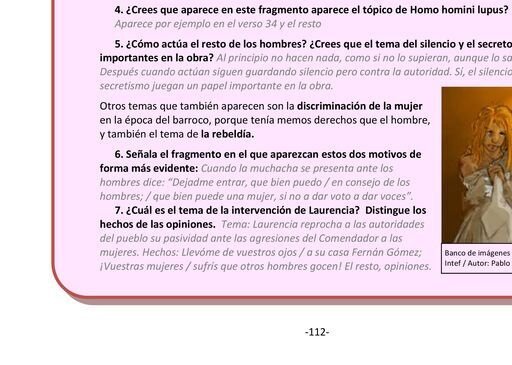 4. ¿Crees que aparece en este fragmento aparece el tópico de Homo homini lupus?
Aparece por ejemplo en el verso 34 y el resto
5. ¿Cómo actúa el resto de los hombres? ¿Crees que el tema del silencio y el secreto
importantes en la obra? Al principio no hacen nada, como si no lo supieran, aunque lo
Después cuando actúan siguen guardando silencio pero contra la autoridad. Sí, el silencio
secretismo juegan un papel importante en la obra.
Otros temas que también aparecen son la discriminación de la mujer
en la época del barroco, porque tenía memos derechos que el hombre,
y también el tema de la rebeldía.
6. Señala el fragmento en el que aparezcan estos dos motivos de
forma más evidente: Cuando la muchacha se presenta ante los
hombres dice: “Dejadme entrar, que bien puedo / en consejo de los
hombres; / que bien puede una mujer, si no a dar voto a dar voces”.
7. ¿Cuál es el tema de la intervención de Laurencia? Distingue los
hechos de las opiniones. Tema: Laurencia reprocha a las autoridades
del pueblo su pasividad ante las agresiones del Comendador a las
mujeres. Hechos: Llevóme de vuestros ojos / a su casa Fernán Gómez;
¡Vuestras mujeres / sufrís que otros hombres gocen! El resto, opiniones.
Banco de imágenes
Intef / Autor: Pablo
-112-